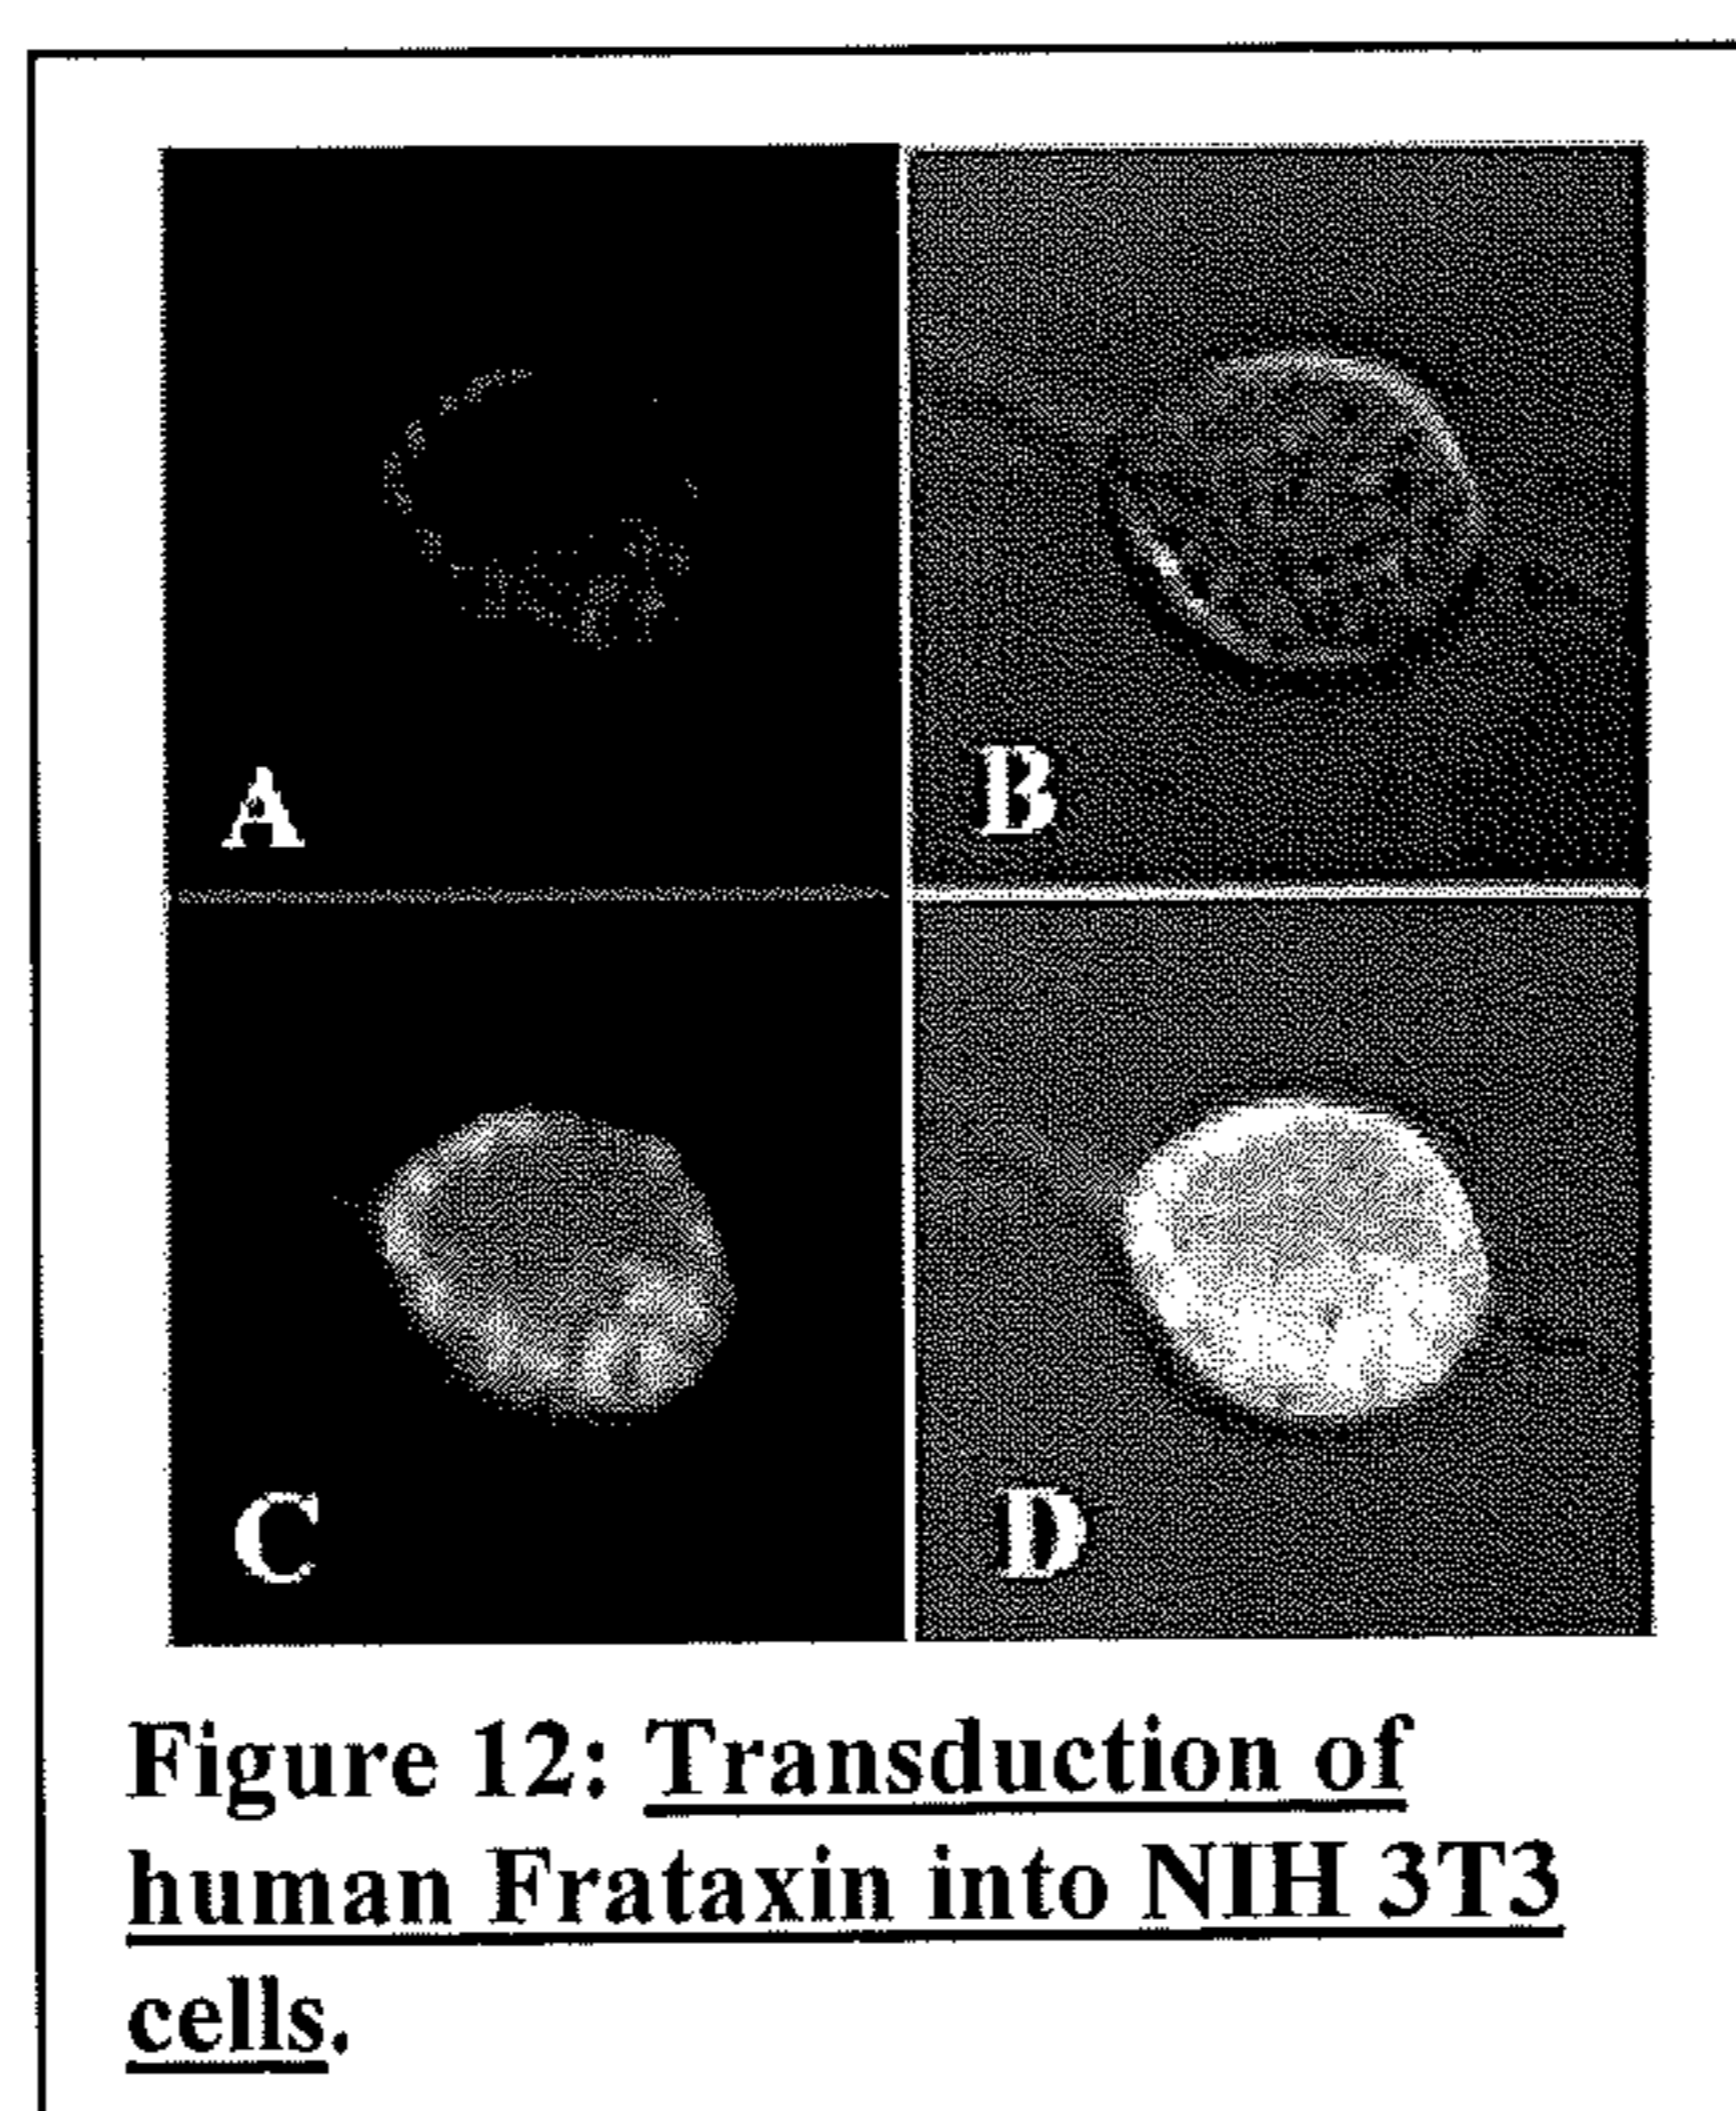 A
B
C
D
Figure 12: Transduction of
human Frataxin into NIH 3T3
cells.